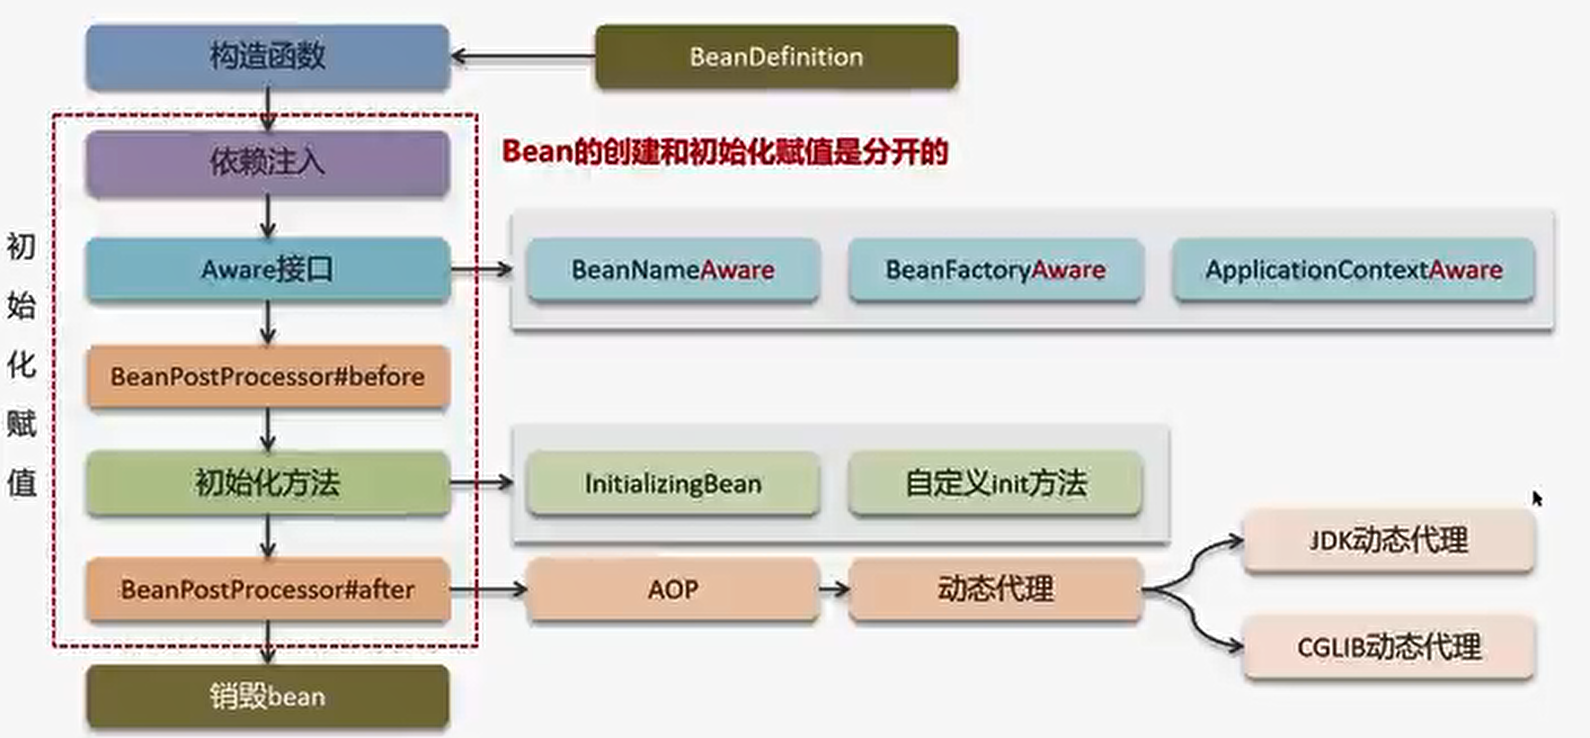 构造函数
BeanDefinition
依赖注入
Bean的创建和初始化赋值是分开的
初始化赋值
Aware接口
BeanNameAware
BeanFactoryAware
ApplicationContextAware
BeanPostProcessor#before
初始化方法
InitializingBean
自定义init方法
BeanPostProcessor#after
AOP
动态代理
JDK动态代理
CGLIB动态代理
销毁bean